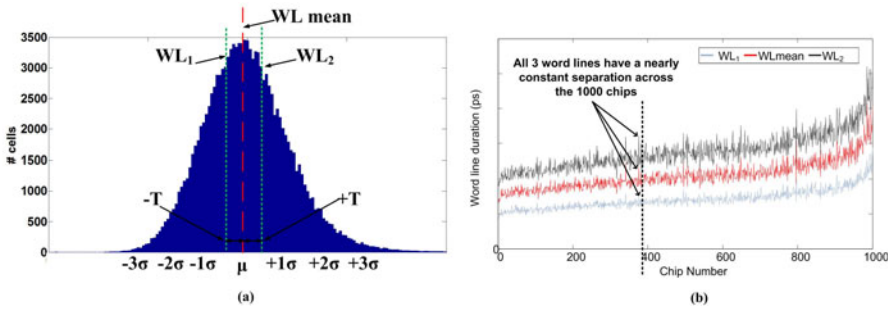 WL mean
WL1
WL2
3500
3000
2500
2000
1500
1000
500
0
# cells
-T
+T
-3σ -2σ -1σ μ +1σ +2σ +3σ
(a)
All 3 word lines have a nearly
constant separation across
the 1000 chips
WL1 WLmean WL2
Word line duration (ps)
0
0 200 400 600 800 1000
Chip Number
(b)